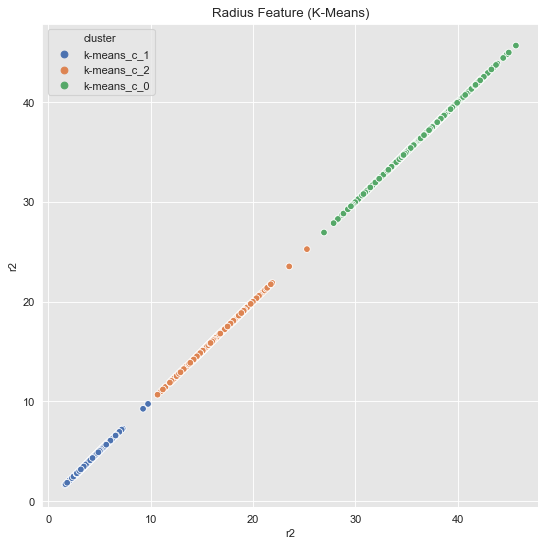 Radius Feature (K-Means)
cluster
k-means_c_1
k-means_c_2
k-means_c_0
r2
40
30
20
10
0
0 10 20 30 40
r2